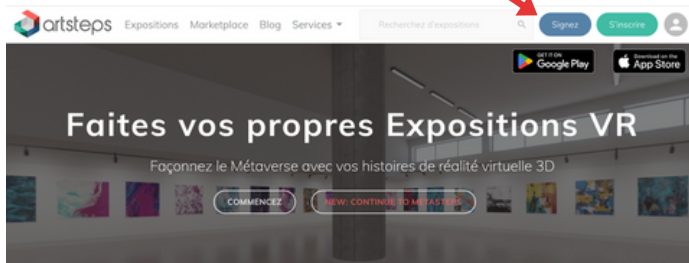 artsteps Expositions Marketplace Blog Services Recherchez d'expositions Signez S'inscrire
GET IT ON Google Play Download on the App Store
Faites vos propres Expositions VR
Façonnez le Métaverse avec vos histoires de réalité virtuelle 3D
COMMENCEZ NEW: CONTINUE TO METASTEPS